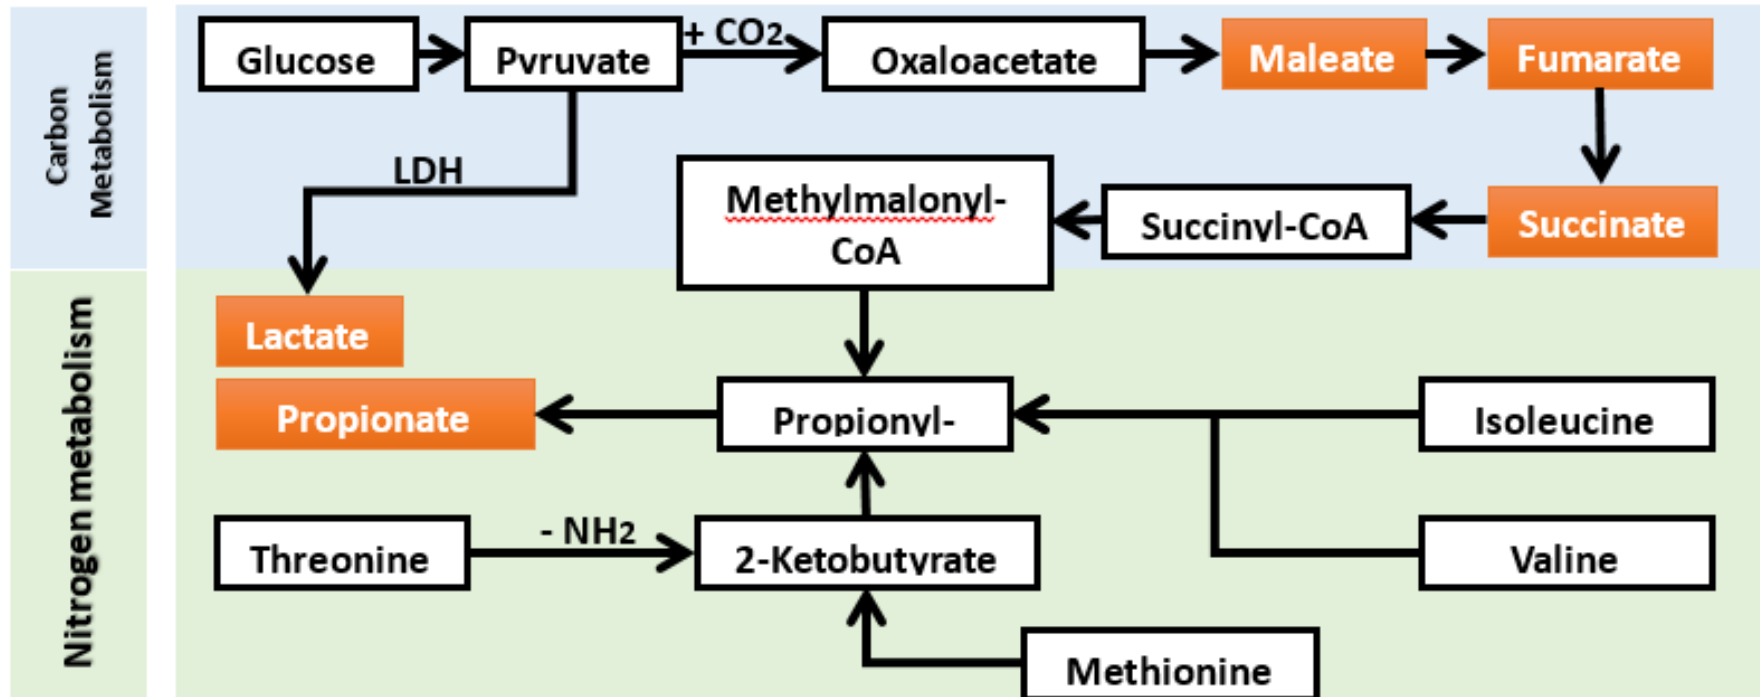 Carbon
Metabolism
Glucose
Pyruvate
+ CO2
Oxaloacetate
Maleate
Fumarate
LDH
Methylmalonyl-
CoA
Succinyl-CoA
Succinate
Nitrogen metabolism
Lactate
Propionate
Propionyl-
Isoleucine
Threonine
- NH2
2-Ketobutyrate
Valine
Methionine